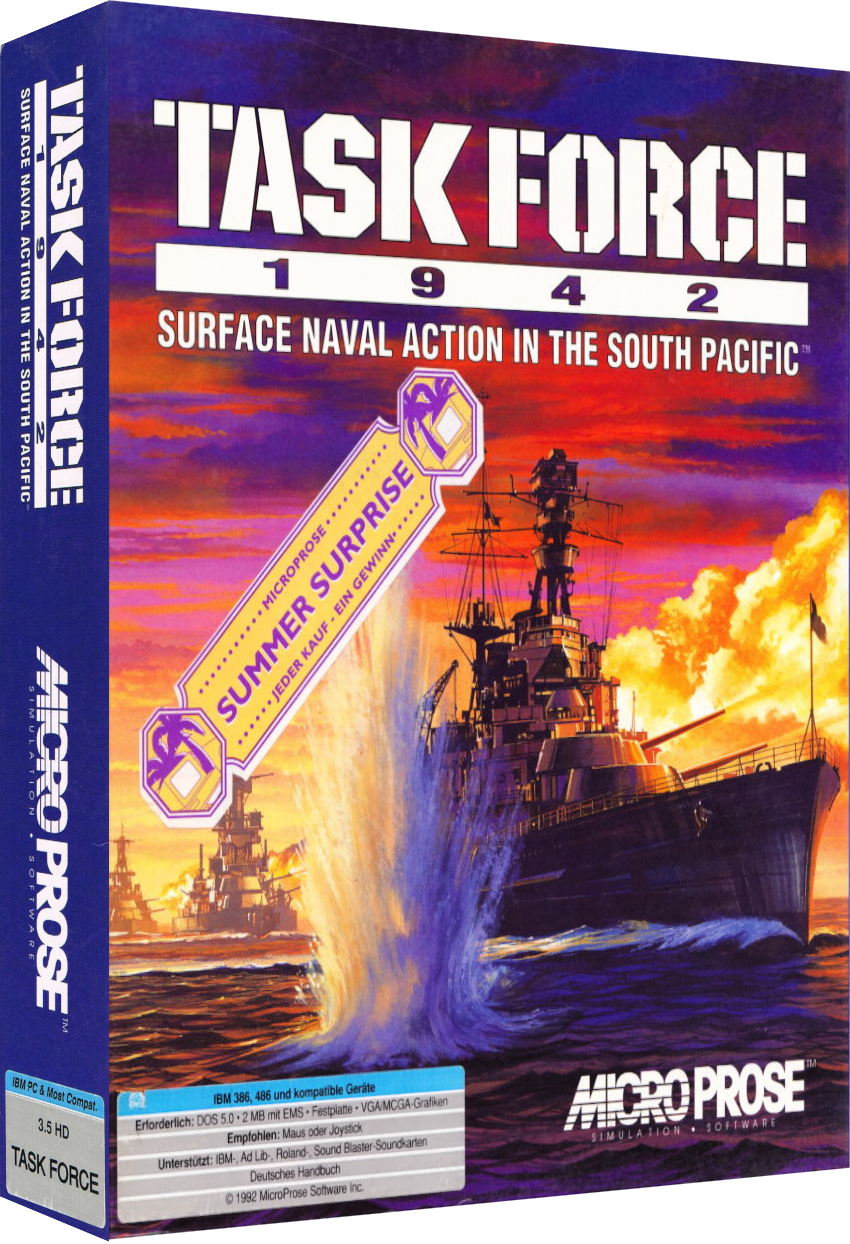 TASK FORCE
1 9 4 2
SURFACE NAVAL ACTION IN THE SOUTH PACIFIC™
MICROPROSE™
SIMULATION • SOFTWARE
IBM PC & Most Compat.
3.5 HD
TASK FORCE
TASK FORCE
1 9 4 2
SURFACE NAVAL ACTION IN THE SOUTH PACIFIC™
MICROPROSE
SUMMER SURPRISE
JEDER KAUF - EIN GEWINN
IBM 386, 486 und kompatible Geräte
Erforderlich: DOS 5.0 • 2 MB mit EMS • Festplatte • VGA/MCGA-Grafiken
Empfohlen: Maus oder Joystick
Unterstützt: IBM-, Ad Lib-, Roland-, Sound Blaster-Soundkarten
Deutsches Handbuch
© 1992 MicroProse Software Inc.
MICROPROSE™
SIMULATION • SOFTWARE